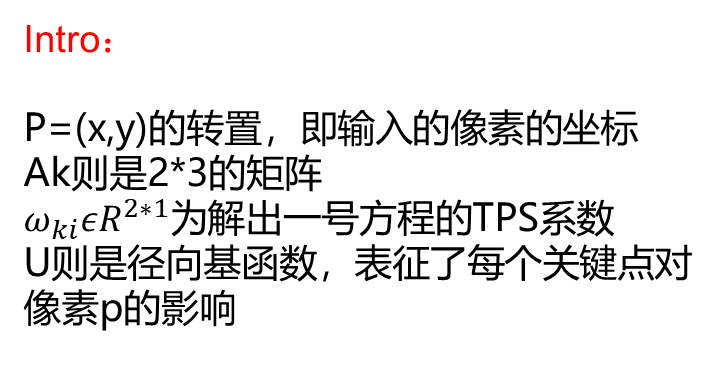 Intro：
P=(x,y)的转置，即输入的像素的坐标
Ak则是2*3的矩阵
𝜔ₖᵢ𝜖𝑅²*¹为解出一号方程的TPS系数
U则是径向基函数，表征了每个关键点对
像素p的影响